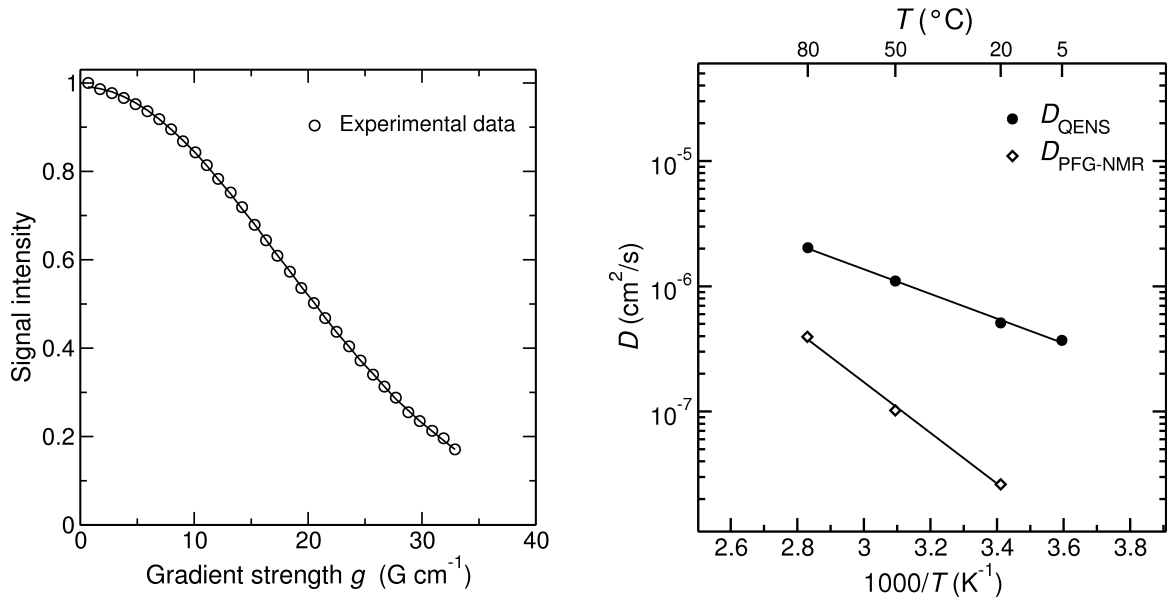 1
0.8
0.6
0.4
0.2
0
Signal intensity
Experimental data
0 10 20 30 40
Gradient strength g (G cm⁻¹)
T (°C)
80 50 20 5
D_QENS
D_PFG-NMR
10⁻⁵
10⁻⁶
10⁻⁷
D (cm²/s)
2.6 2.8 3 3.2 3.4 3.6 3.8
1000/T (K⁻¹)